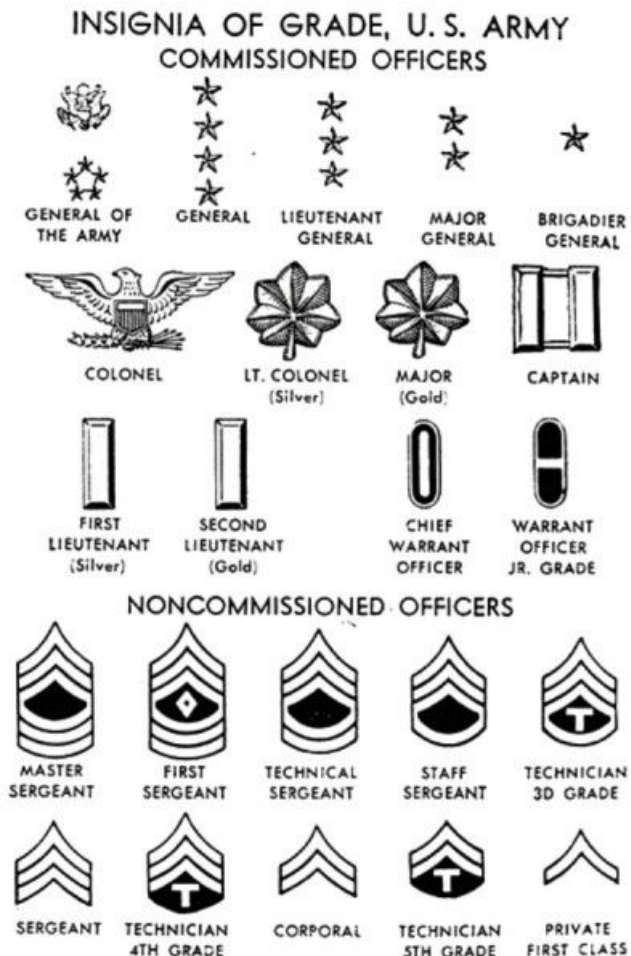 INSIGNIA OF GRADE, U. S. ARMY
COMMISSIONED OFFICERS
GENERAL OF
THE ARMY
GENERAL
LIEUTENANT
GENERAL
MAJOR
GENERAL
BRIGADIER
GENERAL
COLONEL
LT. COLONEL
(Silver)
MAJOR
(Gold)
CAPTAIN
FIRST
LIEUTENANT
(Silver)
SECOND
LIEUTENANT
(Gold)
CHIEF
WARRANT
OFFICER
WARRANT
OFFICER
JR. GRADE
NONCOMMISSIONED OFFICERS
MASTER
SERGEANT
FIRST
SERGEANT
TECHNICAL
SERGEANT
STAFF
SERGEANT
T
TECHNICIAN
3D GRADE
SERGEANT
T
TECHNICIAN
4TH GRADE
CORPORAL
T
TECHNICIAN
5TH GRADE
PRIVATE
FIRST CLASS